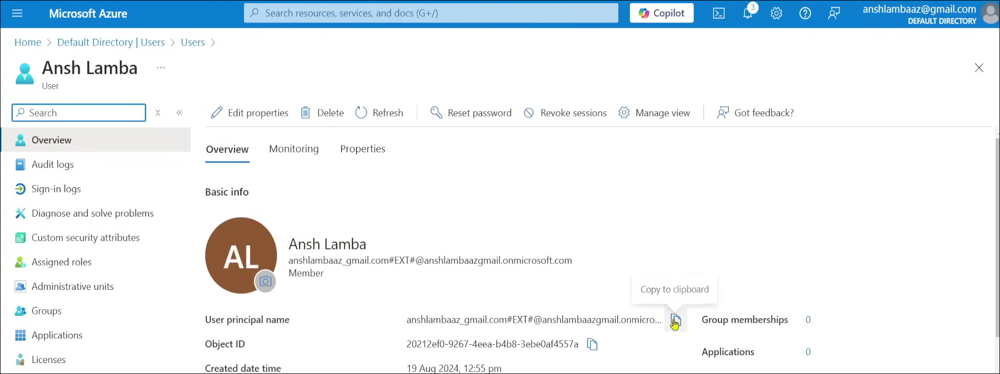 Microsoft Azure
Search resources, services, and docs (G+/)
Copilot
3
anshlambaaz@gmail.com
DEFAULT DIRECTORY
Home > Default Directory | Users > Users >
Ansh Lamba ...
User
Search
Edit properties
Delete
Refresh
Reset password
Revoke sessions
Manage view
Got feedback?
Overview
Audit logs
Sign-in logs
Diagnose and solve problems
Custom security attributes
Assigned roles
Administrative units
Groups
Applications
Licenses
Overview
Monitoring
Properties
Basic info
AL
Ansh Lamba
anshlambaaz_gmail.com#EXT#@anshlambaazgmail.onmicrosoft.com
Member
Copy to clipboard
User principal name
anshlambaaz_gmail.com#EXT#@anshlambaazgmail.onmicro...
Group memberships 0
Object ID
20212ef0-9267-4eea-b4b8-3ebe0af4557a
Applications 0
Created date time
19 Aug 2024, 12:55 pm